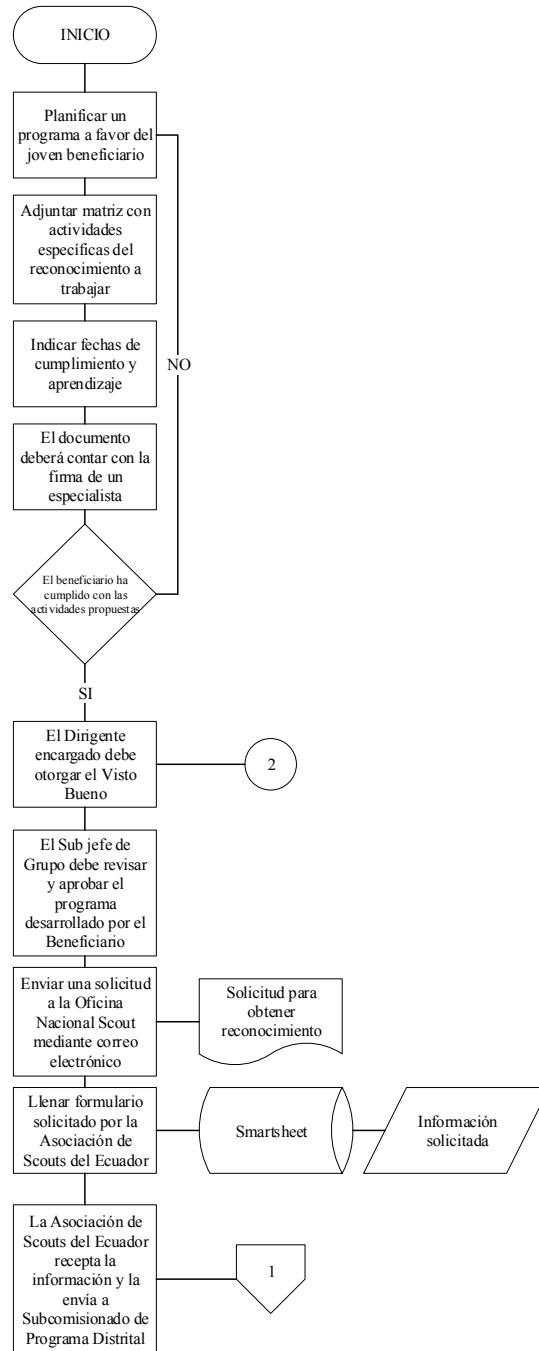 INICIO
Planificar un
programa a favor del
joven beneficiario
Adjuntar matriz con
actividades
específicas del
reconocimiento a
trabajar
Indicar fechas de
cumplimiento y
aprendizaje
NO
El documento
deberá contar con la
firma de un
especialista
El beneficiario ha
cumplido con las
actividades propuestas
SI
El Dirigente
encargado debe
otorgar el Visto
Bueno
2
El Sub jefe de
Grupo debe revisar
y aprobar el
programa
desarrollado por el
Beneficiario
Enviar una solicitud
a la Oficina
Nacional Scout
mediante correo
electrónico
Solicitud para
obtener
reconocimiento
Llenar formulario
solicitado por la
Asociación de
Scouts del Ecuador
Smartsheet
Información
solicitada
La Asociación de
Scouts del Ecuador
recepta la
información y la
envía a
Subcomisionado de
Programa Distrital
1